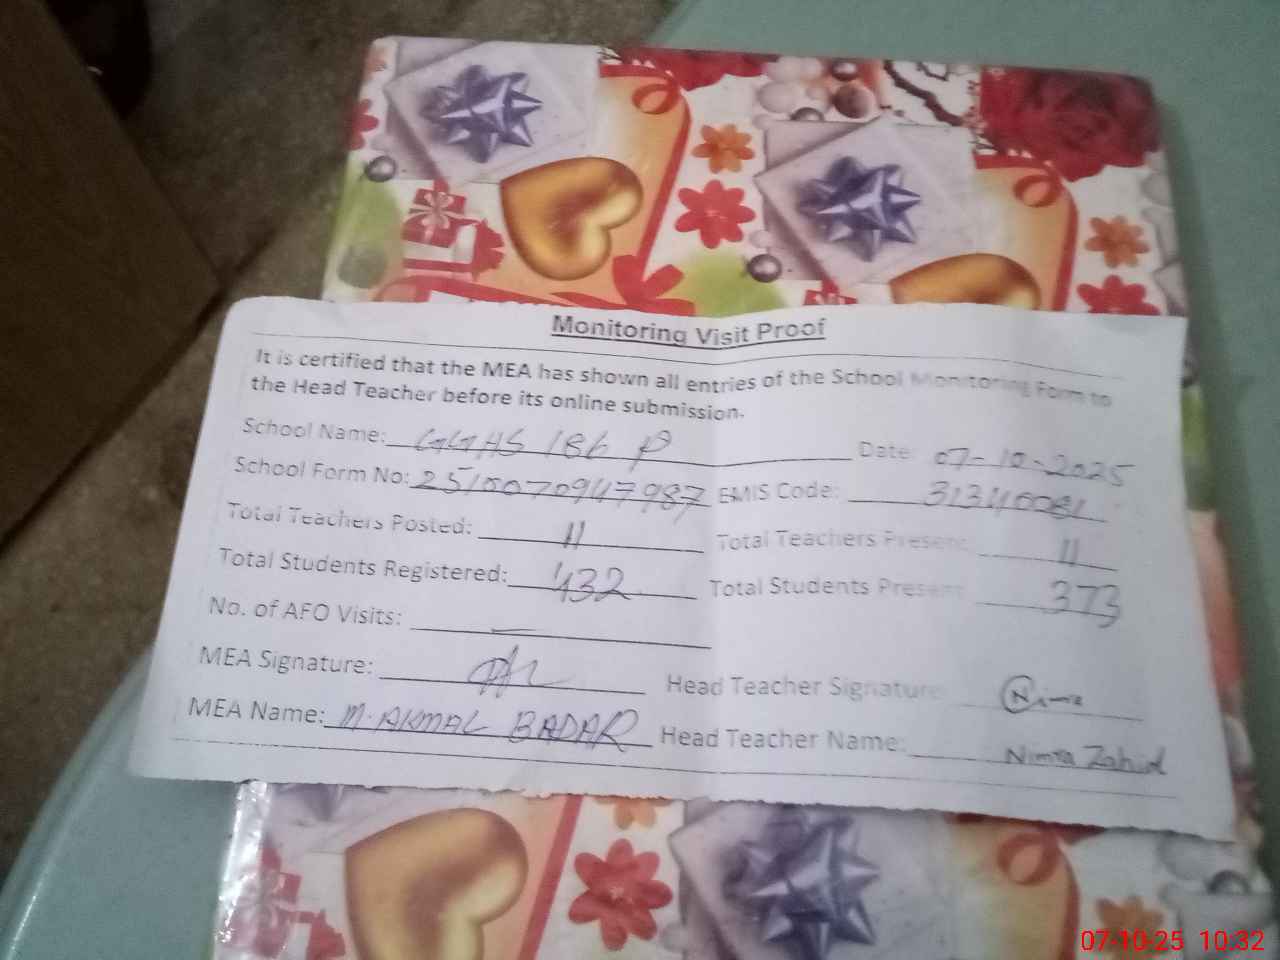 Monitoring Visit Proof
It is certified that the MEA has shown all entries of the School Monitoring Form to
the Head Teacher before its online submission.
School Name: GGHS 186 P Date: 07-10-2025
School Form No: 2510070947987 EMIS Code: 31340081
Total Teachers Posted: 11 Total Teachers Present: 11
Total Students Registered: 432 Total Students Present: 373
No. of AFO Visits: —
MEA Signature: Head Teacher Signature: Nimra
MEA Name: M. AKMAL BADAR Head Teacher Name: Nimra Zahid
07-10-25 10:32